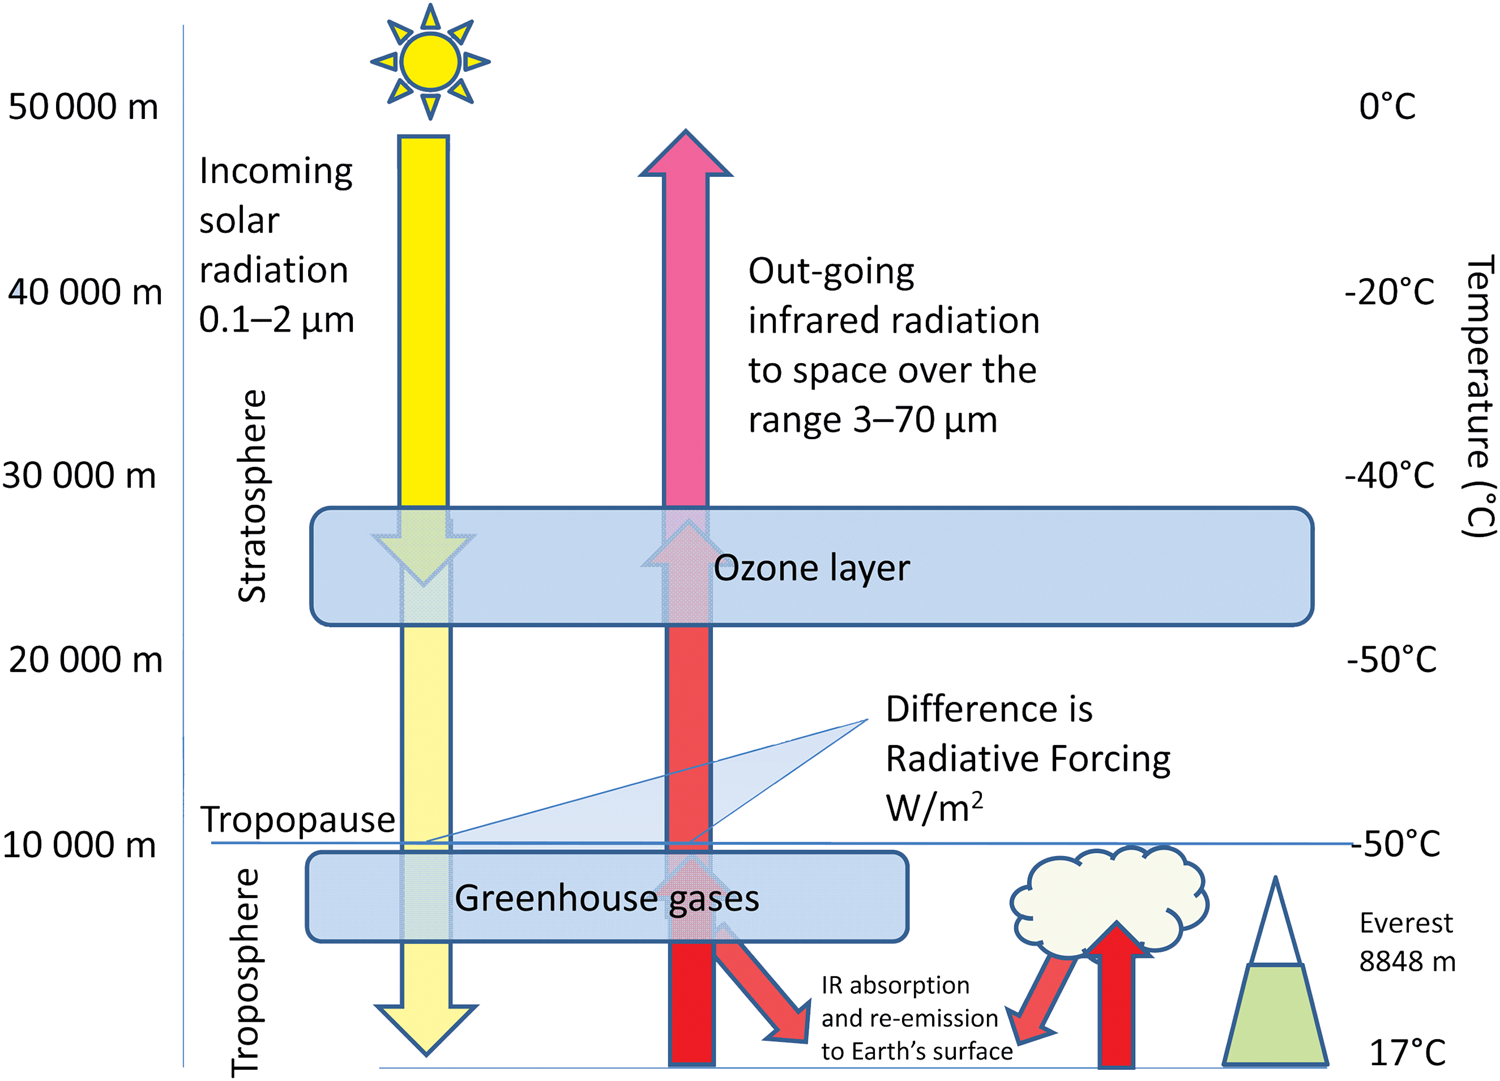 50 000 m
0°C
Incoming
solar
radiation
0.1–2 µm
40 000 m
-20°C
Out-going
infrared radiation
to space over the
range 3–70 µm
Temperature (°C)
Stratosphere
30 000 m
-40°C
Ozone layer
20 000 m
-50°C
Difference is
Radiative Forcing
W/m²
Tropopause
10 000 m
-50°C
Troposphere
Greenhouse gases
Everest
8848 m
IR absorption
and re-emission
to Earth's surface
17°C